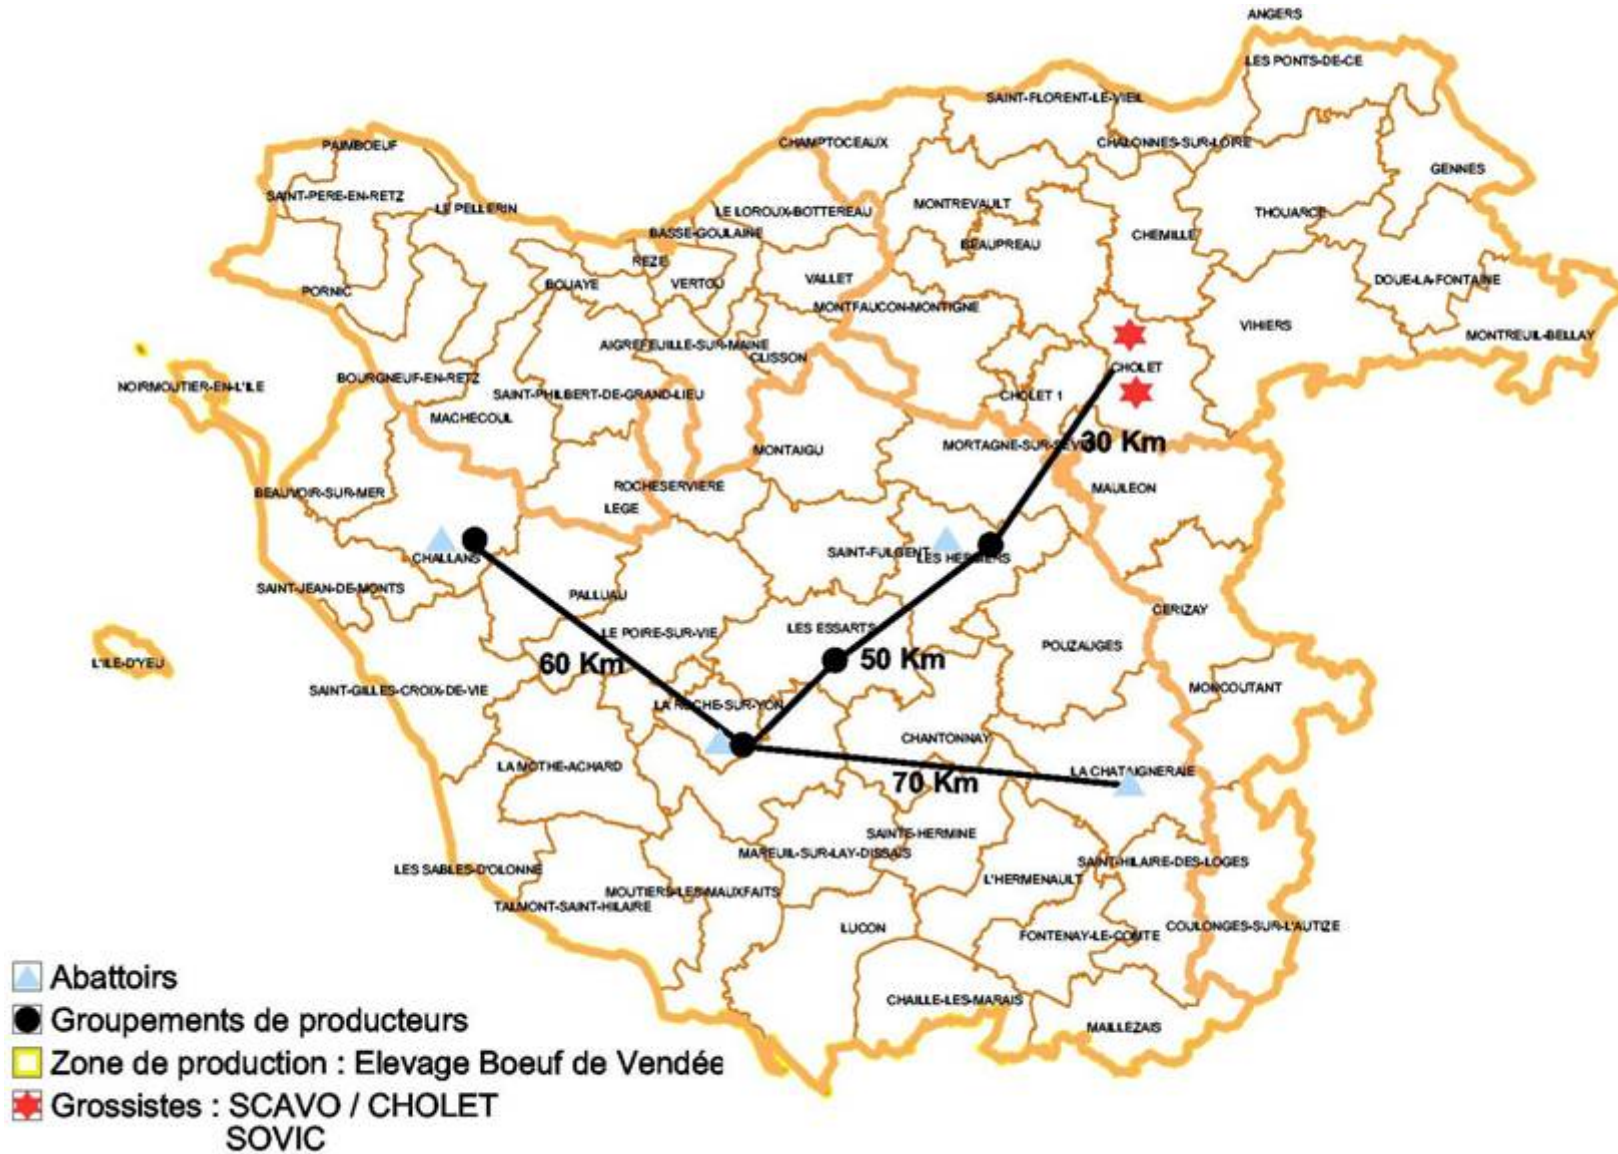 ANGERS
LES PONTS-DE-CE
SAINT-FLORENT-LE-VIEIL
CHAMPTOCEAUX
CHALONNES-SUR-LOIRE
PAIMBOEUF
GENNES
SAINT-PERE-EN-RETZ
LE PELLERIN
LE LOROUX-BOTTEREAU
MONTREVAULT
THOUARCE
BASSE-GOULAINE
BEAUPREAU
CHEMILLE
REZE
BOUAYE
VERTOU
VALLET
DOUE-LA-FONTAINE
PORNIC
MONTFAUCON-MONTIGNE
VIHIERS
MONTREUIL-BELLAY
AIGREFEUILLE-SUR-MAINE
CLISSON
CHOLET
NOIRMOUTIER-EN-L'ILE
BOURGNEUF-EN-RETZ
SAINT-PHILBERT-DE-GRAND-LIEU
CHOLET 1
MACHECOUL
MONTAIGU
MORTAGNE-SUR-SEVRE
30 Km
BEAUVOIR-SUR-MER
ROCHESERVIERE
MAULEON
LEGE
CHALLANS
SAINT-FULGENT
LES HERBIERS
SAINT-JEAN-DE-MONTS
PALLUAU
CERIZAY
LE POIRE-SUR-VIE
LES ESSARTS
POUZAUGES
L'ILE-D'YEU
60 Km
50 Km
SAINT-GILLES-CROIX-DE-VIE
MONCOUTANT
LA ROCHE-SUR-YON
CHANTONNAY
LA MOTHE-ACHARD
LA CHATAIGNERAIE
70 Km
SAINTE-HERMINE
MAREUIL-SUR-LAY-DISSAIS
SAINT-HILAIRE-DES-LOGES
LES SABLES-D'OLONNE
L'HERMENAULT
MOUTIERS-LES-MAUXFAITS
TALMONT-SAINT-HILAIRE
LUCON
COULONGES-SUR-L'AUTIZE
FONTENAY-LE-COMTE
CHAILLE-LES-MARAIS
MAILLEZAIS
Abattoirs
Groupements de producteurs
Zone de production : Elevage Boeuf de Vendée
Grossistes : SCAVO / CHOLET
SOVIC